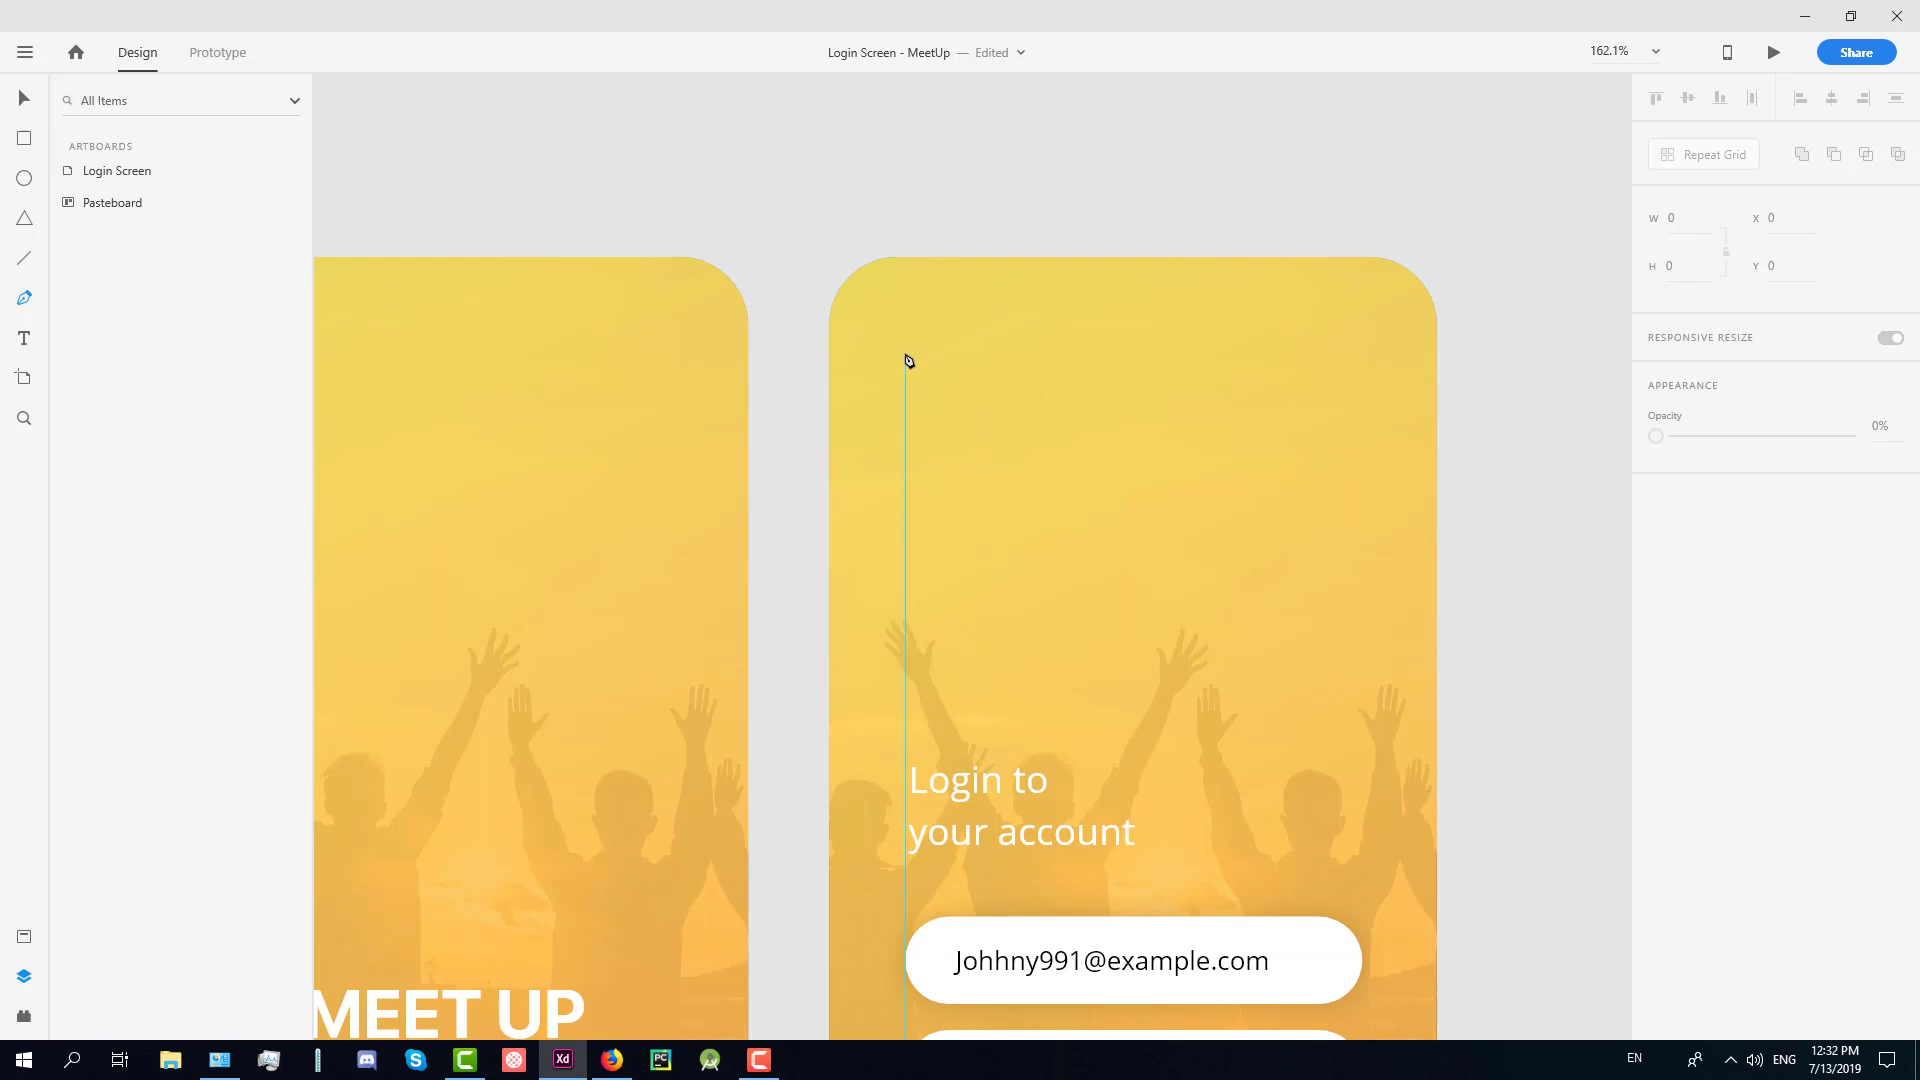 Design
Prototype
Login Screen - MeetUp — Edited
162.1%
Share
All Items
ARTBOARDS
Login Screen
Pasteboard
Repeat Grid
W 0
X 0
H 0
Y 0
RESPONSIVE RESIZE
APPEARANCE
Opacity
0%
Login to
your account
Johhny991@example.com
MEET UP
Xd
PC
EN
ENG
12:32 PM
7/13/2019